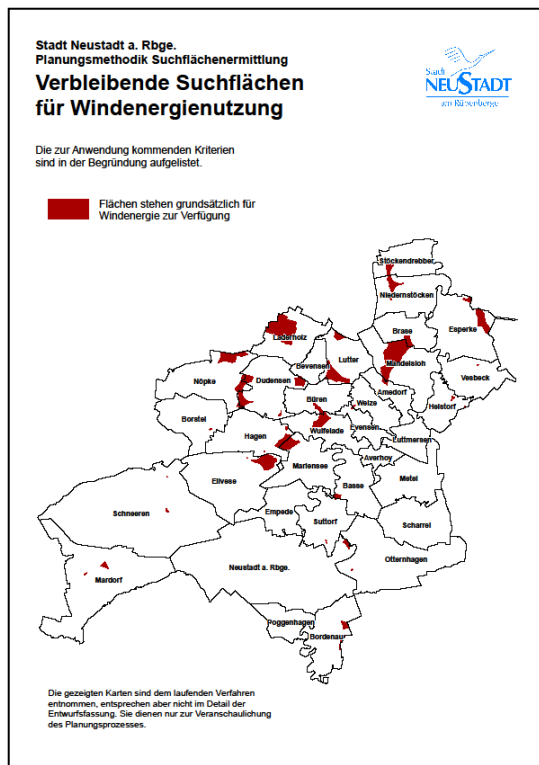 Stadt Neustadt a. Rbge.
Planungsmethodik Suchflächenermittlung
Verbleibende Suchflächen
für Windenergienutzung
Stadt
NEUSTADT
am Rübenberge
Die zur Anwendung kommenden Kriterien
sind in der Begründung aufgelistet.
Flächen stehen grundsätzlich für
Windenergie zur Verfügung
Stöckendrebber
Niedernstöcken
Brase
Esperke
Laderholz
Lutter
Mandelsloh
Bevensen
Vesbeck
Nöpke
Dudensen
Amedorf
Büren
Welze
Helstorf
Borstel
Evensen
Wulfelade
Hagen
Luttmersen
Averhoy
Mariensee
Metel
Eilvese
Basse
Schneeren
Empede
Suttorf
Scharrel
Otternhagen
Neustadt a. Rbge.
Mardorf
Poggenhagen
Bordenau
Die gezeigten Karten sind dem laufenden Verfahren
entnommen, entsprechen aber nicht im Detail der
Entwurfsfassung. Sie dienen nur zur Veranschaulichung
des Planungsprozesses.